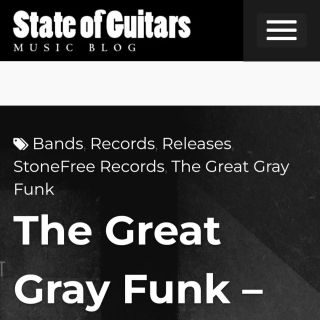 State of Guitars
MUSIC BLOG
Bands, Records, Releases,
StoneFree Records, The Great Gray
Funk
The Great
Gray Funk –